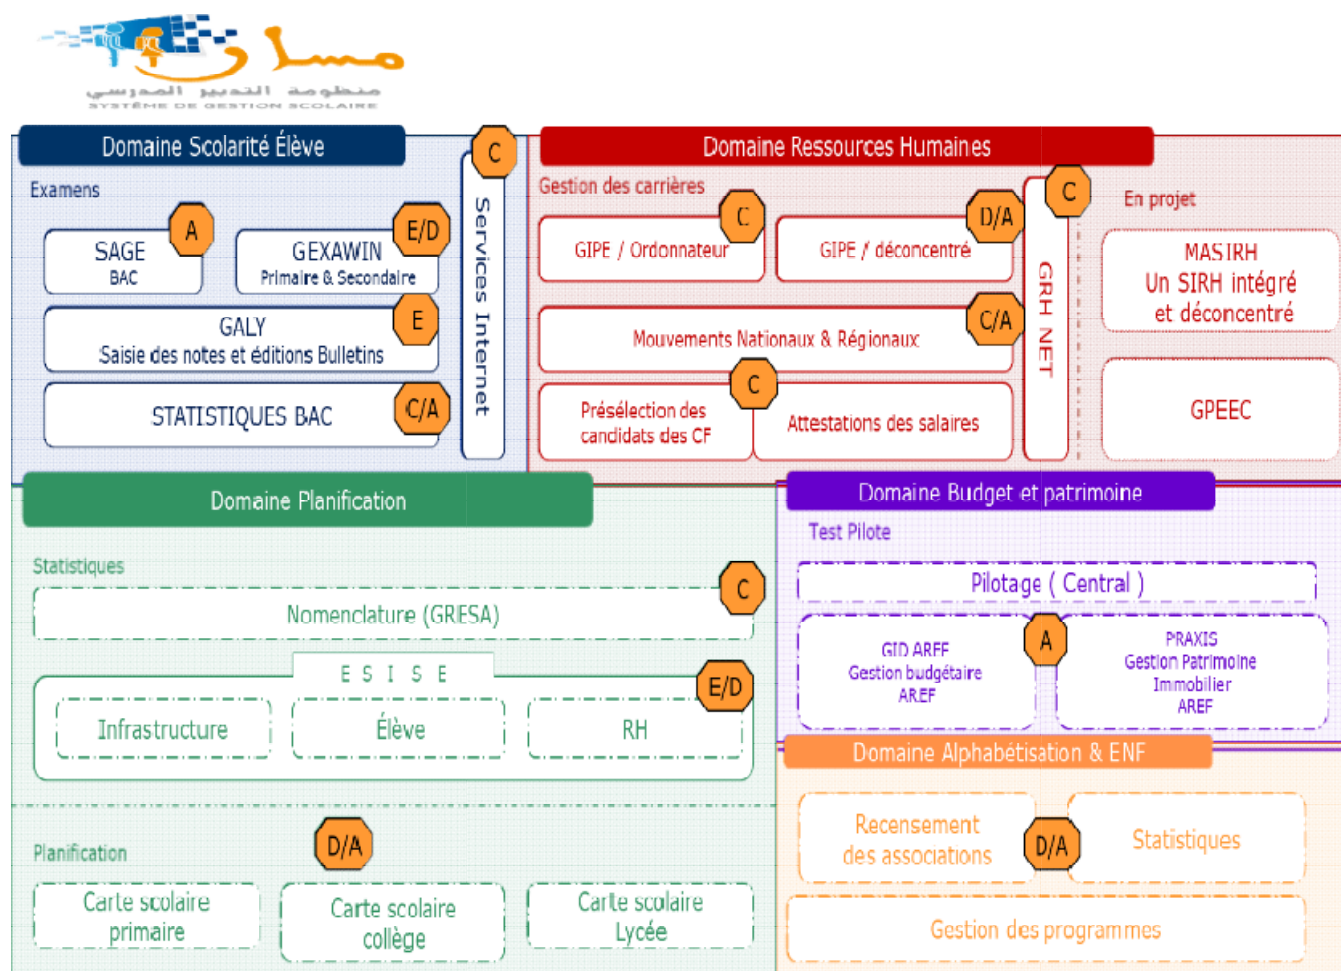 مسار
منظومة التدبير المدرسي
SYSTÈME DE GESTION SCOLAIRE
Domaine Scolarité Élève
C
Services Internet
Examens
A
SAGE
BAC
E/D
GEXAWIN
Primaire & Secondaire
E
GALY
Saisie des notes et éditions Bulletins
C/A
STATISTIQUES BAC
Domaine Ressources Humaines
Gestion des carrières
C
GIPE / Ordonnateur
D/A
GIPE / déconcentré
C/A
Mouvements Nationaux & Régionaux
C
Présélection des
candidats des CF
Attestations des salaires
C
GRH NET
En projet
MASIRH
Un SIRH intégré
et déconcentré
GPEEC
Domaine Planification
Statistiques
C
Nomenclature (GRESA)
E S I S E
E/D
Infrastructure
Élève
RH
D/A
Planification
Carte scolaire
primaire
Carte scolaire
collège
Carte scolaire
Lycée
Domaine Budget et patrimoine
Test Pilote
Pilotage ( Central )
A
GID AREF
Gestion budgétaire
AREF
PRAXIS
Gestion Patrimoine
Immobilier
AREF
Domaine Alphabétisation & ENF
Recensement
des associations
D/A
Statistiques
Gestion des programmes